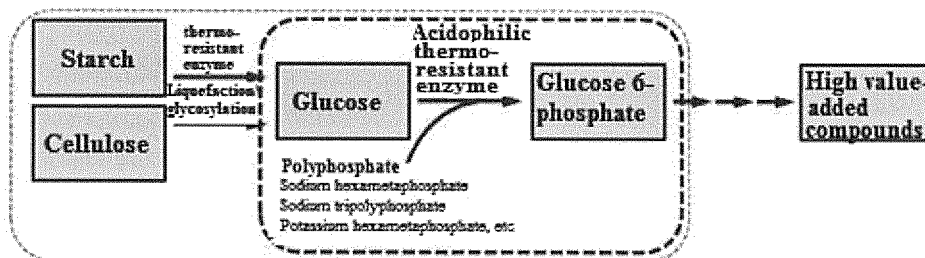 Starch
thermo-
resistant
enzyme
Liquefaction/
glycosylation
Cellulose
Glucose
Acidophilic
thermo-
resistant
enzyme
Polyphosphate
Sodium hexametaphosphate
Sodium tripolyphosphate
Potassium hexametaphosphate, etc
Glucose 6-
phosphate
High value-
added
compounds